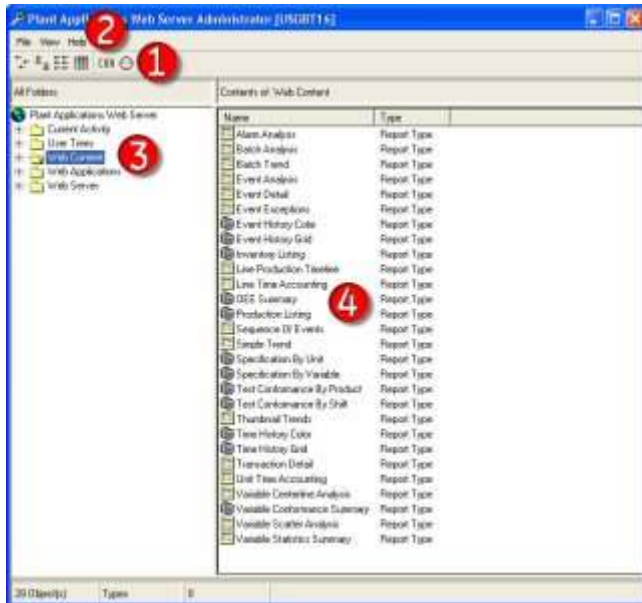 Plant Applications Web Server Administrator [USGBT16]
2
File View Help
1
All Folders
Contents of 'Web Content'
Plant Applications Web Server
Current Activity
User Trees
Web Content
Web Applications
Web Server
3
Name Type
Alarm Analysis Report Type
Batch Analysis Report Type
Batch Trend Report Type
Event Analysis Report Type
Event Detail Report Type
Event Exceptions Report Type
Event History Color Report Type
Event History Grid Report Type
Inventory Listing Report Type
Line Production Timeline Report Type
Line Time Accounting Report Type
OEE Summary Report Type
4
Production Listing Report Type
Sequence Of Events Report Type
Simple Trend Report Type
Specification By Unit Report Type
Specification By Variable Report Type
Test Conformance By Product Report Type
Test Conformance By Shift Report Type
Thumbnail Trends Report Type
Time History Color Report Type
Time History Grid Report Type
Transaction Detail Report Type
Unit Time Accounting Report Type
Variable Centerline Analysis Report Type
Variable Conformance Summary Report Type
Variable Scatter Analysis Report Type
Variable Statistics Summary Report Type
Object(s) Types 0